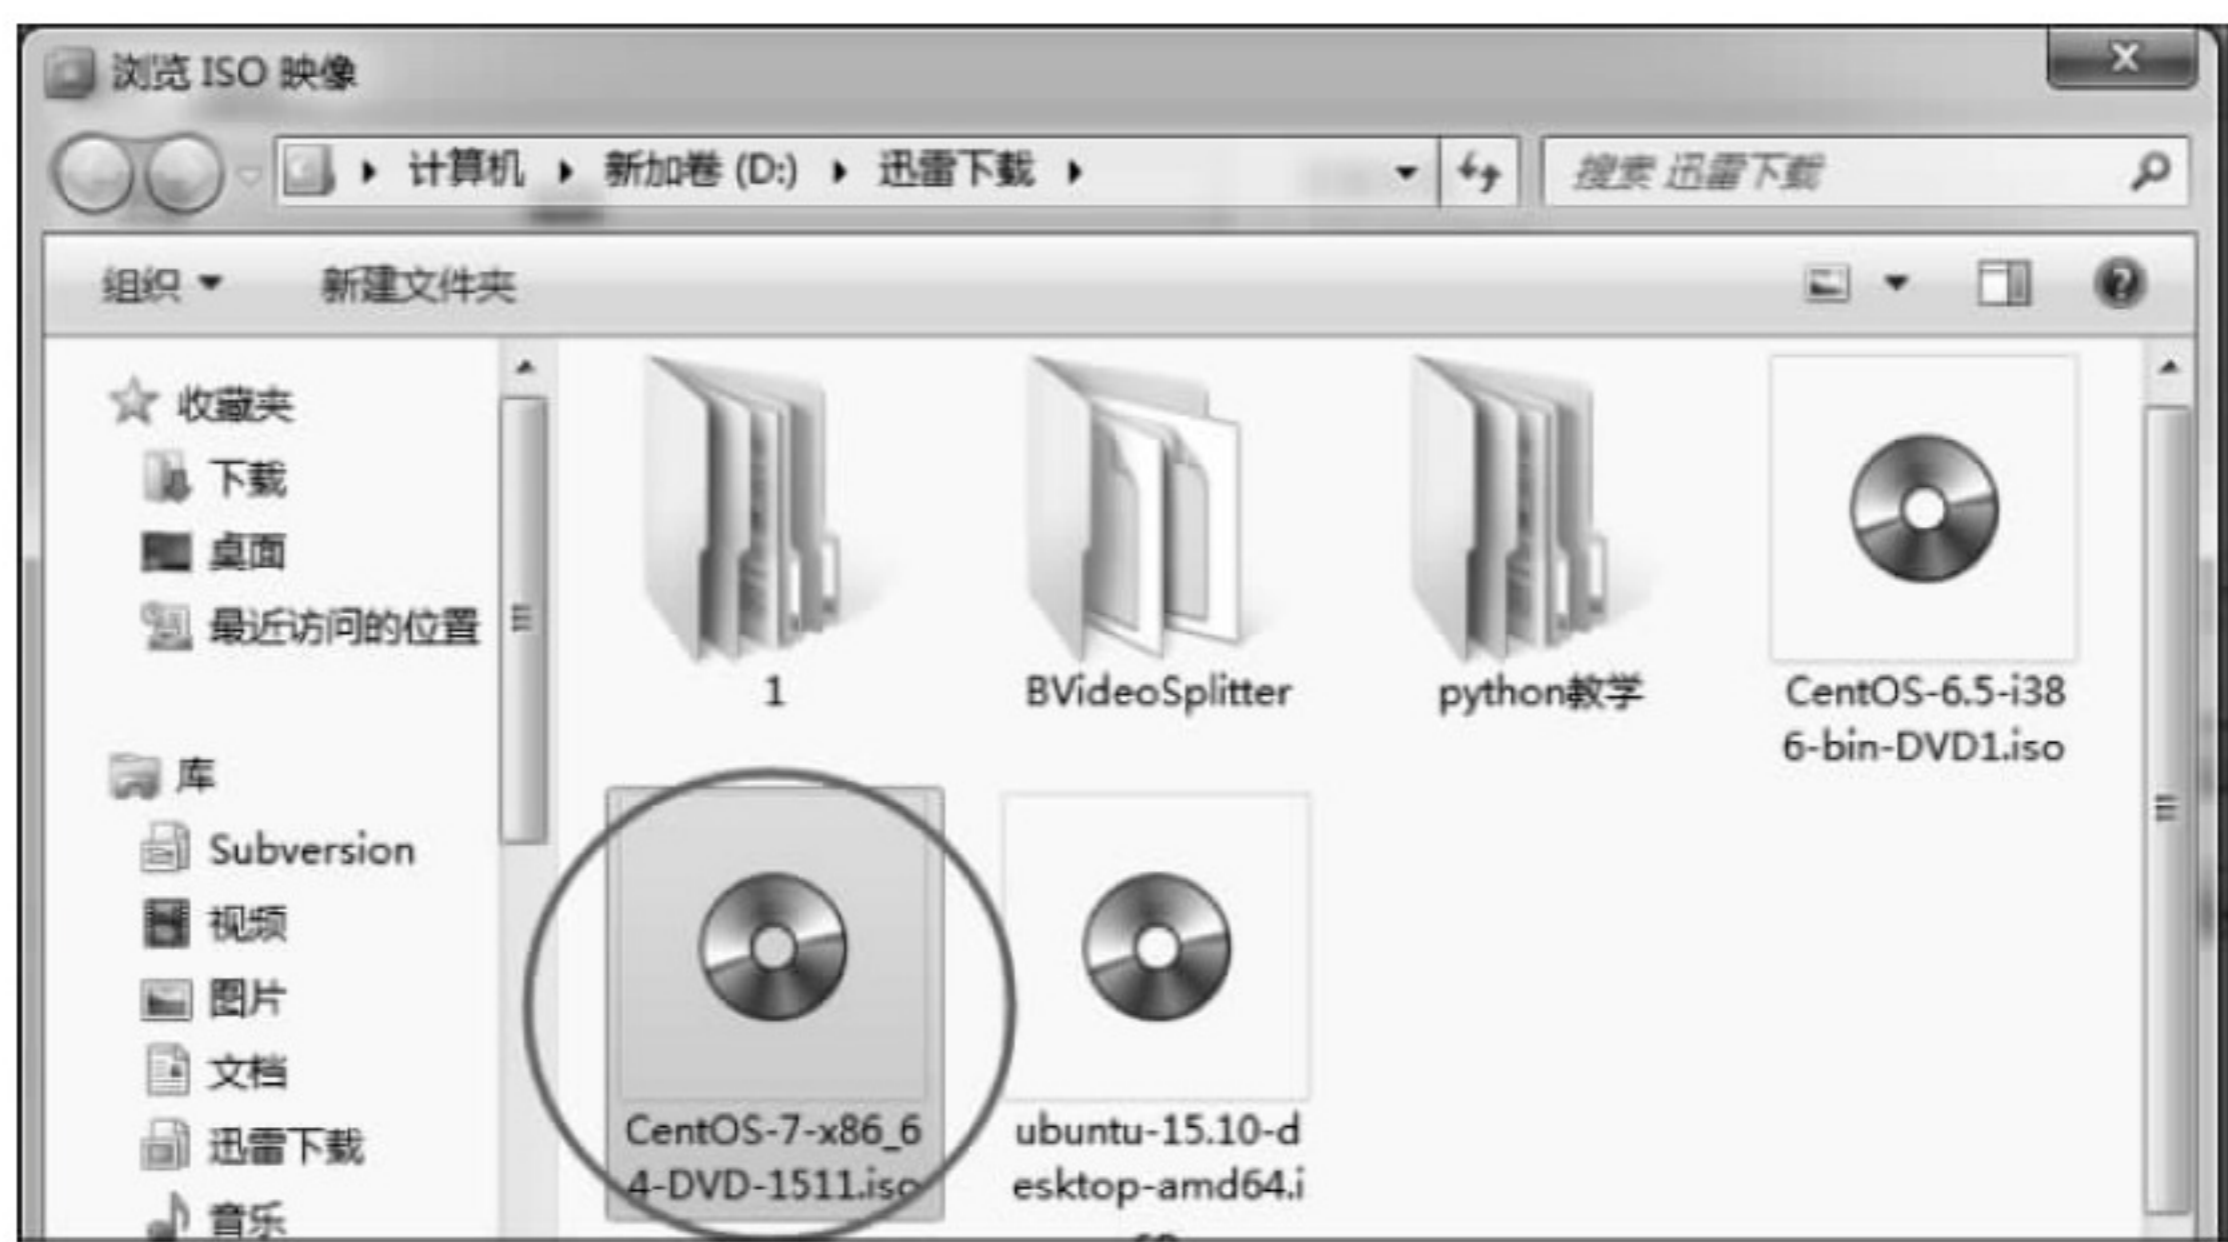 浏览 ISO 映像
计算机 新加卷 (D:) 迅雷下载
搜索 迅雷下载
组织 新建文件夹
收藏夹
下载
桌面
最近访问的位置
库
Subversion
视频
图片
文档
迅雷下载
音乐
1
BVideoSplitter
python教学
CentOS-6.5-i38
6-bin-DVD1.iso
CentOS-7-x86_6
4-DVD-1511.iso
ubuntu-15.10-d
esktop-amd64.i